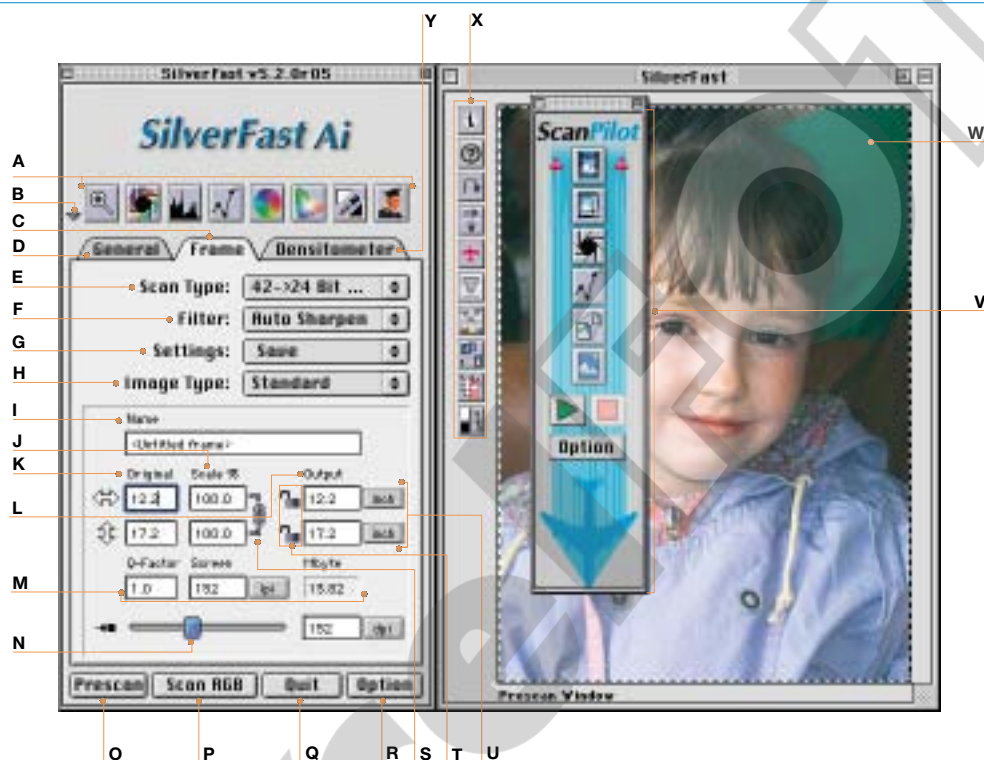 Y X
SilverFast v5.2.0r05
SilverFast
SilverFast Ai
ScanPilot
W
A
B
C
D
General Frame Densitometer
E
Scan Type: 42->24 Bit ...
F
Filter: Auto Sharpen
G
Settings: Save
V
H
Image Type: Standard
I
Name
J
<Untitled frame>
Option
K
Original Scale % Output
12.2 100.0 12.2 inch
L
17.2 100.0 17.2 inch
Q-Factor Screen Mbyte
M
1.0 152 lpi 15.82
N
152 dpi
Prescan Scan RGB Quit Option
Prescan Window
O P Q R S T U